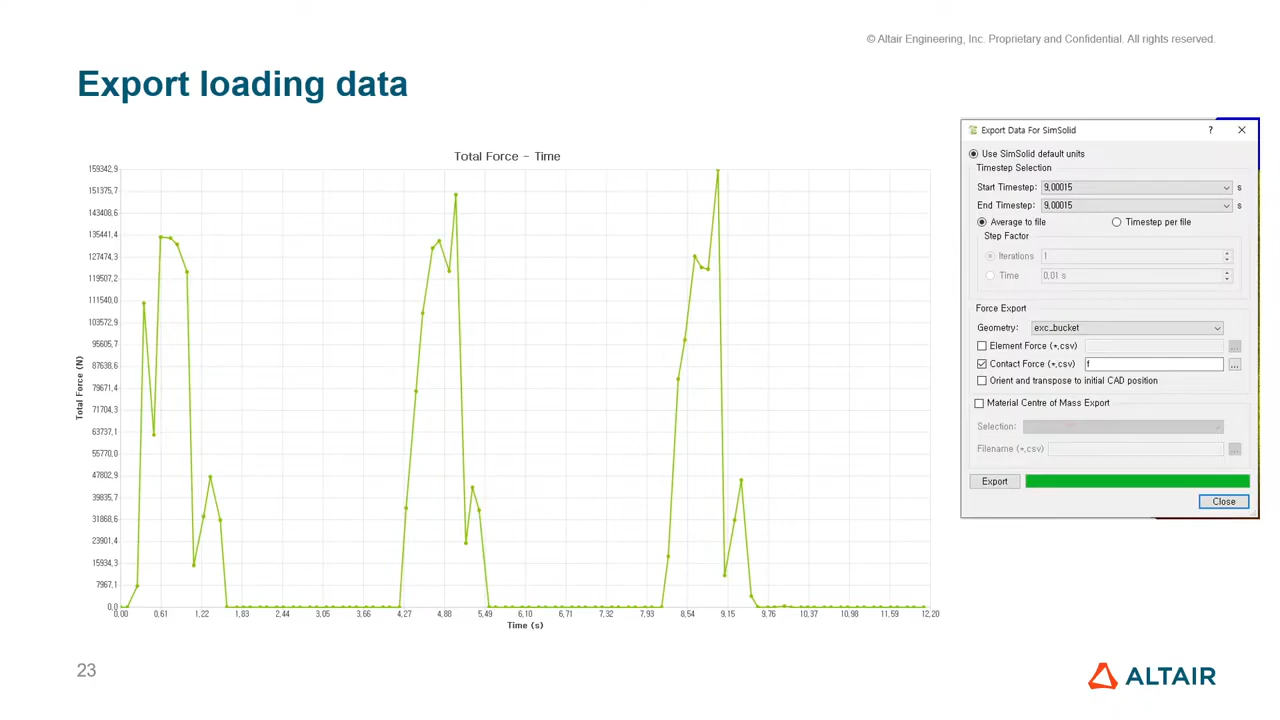 © Altair Engineering, Inc. Proprietary and Confidential. All rights reserved.
Export loading data
Total Force - Time
159342,9
151375,7
143408,6
135441,4
127474,3
119507,2
111540,0
103572,9
95605,7
87638,6
79671,4
71704,3
63737,1
55770,0
47802,9
39835,7
31868,6
23901,4
15934,3
7967,1
0,0
Total Force (N)
0,00 0,61 1,22 1,83 2,44 3,05 3,66 4,27 4,88 5,49 6,10 6,71 7,32 7,93 8,54 9,15 9,76 10,37 10,98 11,59 12,20
Time (s)
Export Data For SimSolid ? ×
Use SimSolid default units
Timestep Selection
Start Timestep: 9,00015 s
End Timestep: 9,00015 s
Average to file Timestep per file
Step Factor
Iterations 1
Time 0,01 s
Force Export
Geometry: exc_bucket
Element Force (*,csv) ...
Contact Force (*,csv) f ...
Orient and transpose to initial CAD position
Material Centre of Mass Export
Selection:
Filename (*,csv) ...
Export
Close
23
ALTAIR